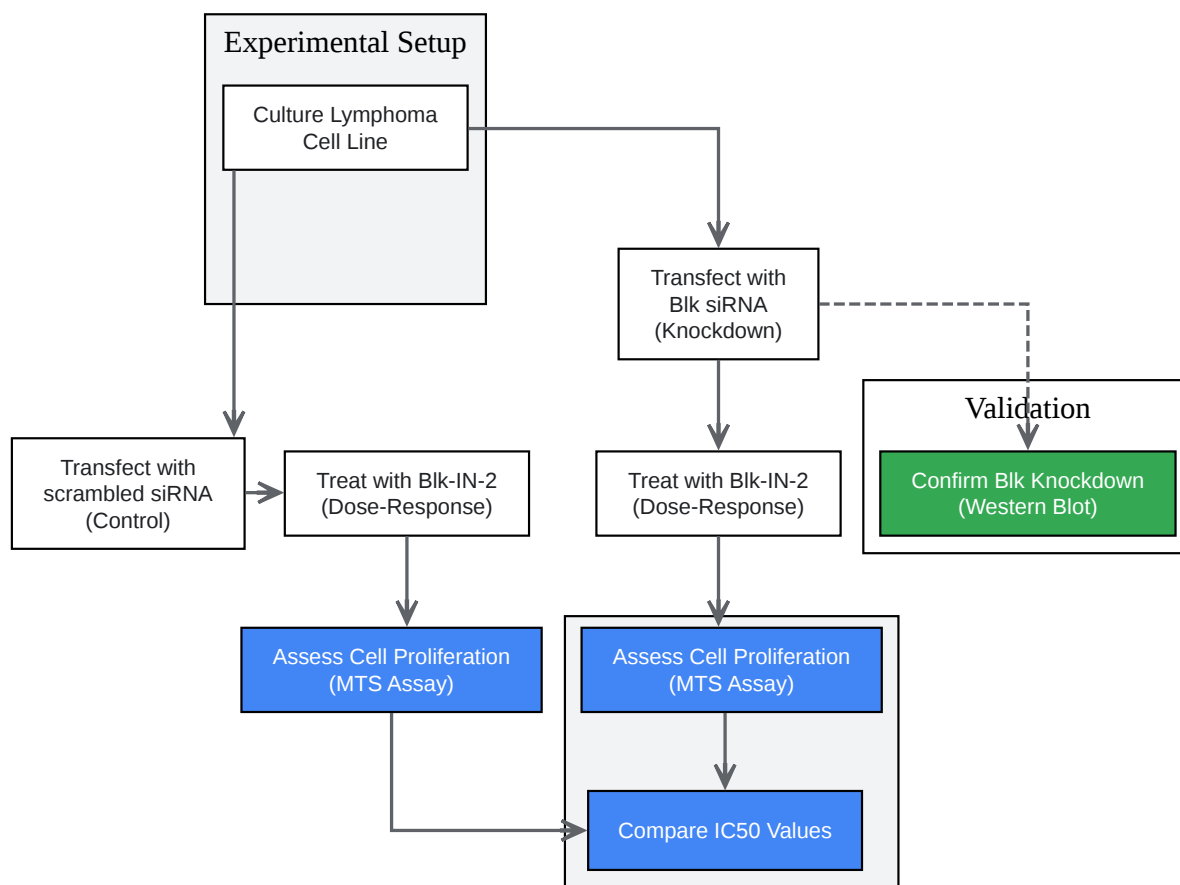 Experimental Setup
Culture Lymphoma
Cell Line
Transfect with
Blk siRNA
(Knockdown)
Validation
Transfect with
scrambled siRNA
(Control)
Treat with Blk-IN-2
(Dose-Response)
Treat with Blk-IN-2
(Dose-Response)
Confirm Blk Knockdown
(Western Blot)
Assess Cell Proliferation
(MTS Assay)
Assess Cell Proliferation
(MTS Assay)
Compare IC50 Values